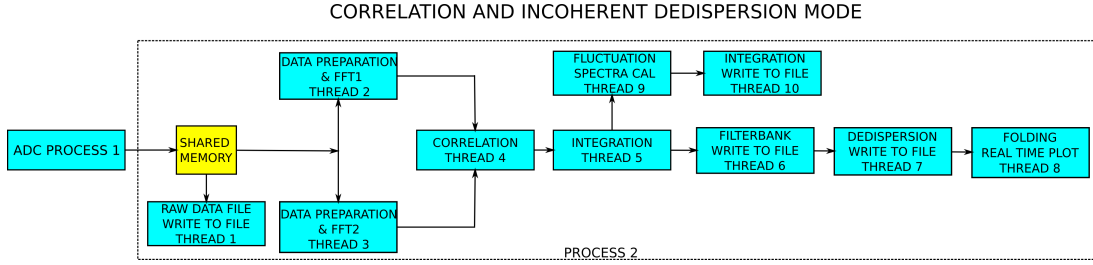 CORRELATION AND INCOHERENT DEDISPERSION MODE
ADC PROCESS 1
SHARED
MEMORY
RAW DATA FILE
WRITE TO FILE
THREAD 1
DATA PREPARATION
& FFT1
THREAD 2
DATA PREPARATION
& FFT2
THREAD 3
CORRELATION
THREAD 4
INTEGRATION
THREAD 5
FLUCTUATION
SPECTRA CAL
THREAD 9
INTEGRATION
WRITE TO FILE
THREAD 10
FILTERBANK
WRITE TO FILE
THREAD 6
DEDISPERSION
WRITE TO FILE
THREAD 7
FOLDING
REAL TIME PLOT
THREAD 8
PROCESS 2